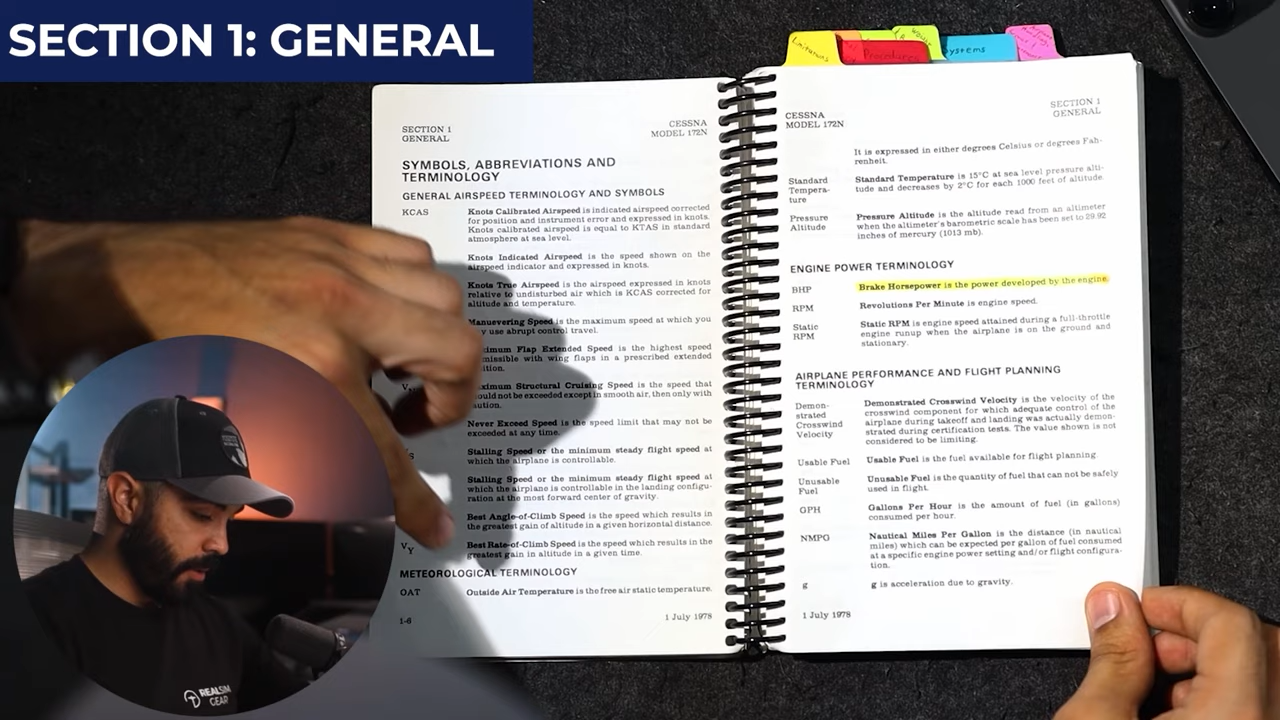 SECTION 1: GENERAL
Limitations
Procedures
Systems
SECTION 1
GENERAL
CESSNA
MODEL 172N
SYMBOLS, ABBREVIATIONS AND
TERMINOLOGY
GENERAL AIRSPEED TERMINOLOGY AND SYMBOLS
KCAS
Knots Calibrated Airspeed is indicated airspeed corrected
for position and instrument error and expressed in knots.
Knots calibrated airspeed is equal to KTAS in standard
atmosphere at sea level.
Knots Indicated Airspeed is the speed shown on the
airspeed indicator and expressed in knots.
Knots True Airspeed is the airspeed expressed in knots
relative to undisturbed air which is KCAS corrected for
altitude and temperature.
Manuevering Speed is the maximum speed at which you
use abrupt control travel.
Flap Extended Speed is the highest speed
with wing flaps in a prescribed extended
Structural Cruising Speed is the speed that
not be exceeded except in smooth air, then only with
Never Exceed Speed is the speed limit that may not be
exceeded at any time.
Stalling Speed or the minimum steady flight speed at
which the airplane is controllable.
Stalling Speed or the minimum steady flight speed at
which the airplane is controllable in the landing configu-
ration at the most forward center of gravity.
Best Angle-of-Climb Speed is the speed which results in
the greatest gain of altitude in a given horizontal distance.
VY
Best Rate-of-Climb Speed is the speed which results in the
greatest gain in altitude in a given time.
METEOROLOGICAL TERMINOLOGY
OAT
Outside Air Temperature is the free air static temperature.
1-6
1 July 1978
CESSNA
MODEL 172N
SECTION 1
GENERAL
It is expressed in either degrees Celsius or degrees Fah-
renheit.
Standard
Tempera-
ture
Standard Temperature is 15°C at sea level pressure alti-
tude and decreases by 2°C for each 1000 feet of altitude.
Pressure
Altitude
Pressure Altitude is the altitude read from an altimeter
when the altimeter's barometric scale has been set to 29.92
inches of mercury (1013 mb).
ENGINE POWER TERMINOLOGY
BHP
Brake Horsepower is the power developed by the engine.
RPM
Revolutions Per Minute is engine speed.
Static
RPM
Static RPM is engine speed attained during a full-throttle
engine runup when the airplane is on the ground and
stationary.
AIRPLANE PERFORMANCE AND FLIGHT PLANNING
TERMINOLOGY
Demon-
strated
Crosswind
Velocity
Demonstrated Crosswind Velocity is the velocity of the
crosswind component for which adequate control of the
airplane during takeoff and landing was actually demon-
strated during certification tests. The value shown is not
considered to be limiting.
Usable Fuel
Usable Fuel is the fuel available for flight planning.
Unusable
Fuel
Unusable Fuel is the quantity of fuel that can not be safely
used in flight.
GPH
Gallons Per Hour is the amount of fuel (in gallons)
consumed per hour.
NMPG
Nautical Miles Per Gallon is the distance (in nautical
miles) which can be expected per gallon of fuel consumed
at a specific engine power setting and/or flight configura-
tion.
g
g is acceleration due to gravity.
1 July 1978
REALSIM
GEAR